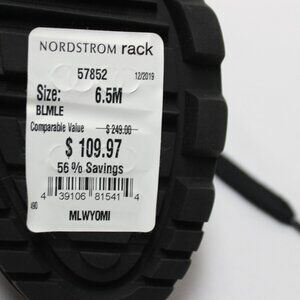 NORDSTROM rack
57852 12/2019
Size: 6.5M
BLMLE
Comparable Value $ 249.00
$ 109.97
56 % Savings
4 39106 81541 4
490
MLWYOMI